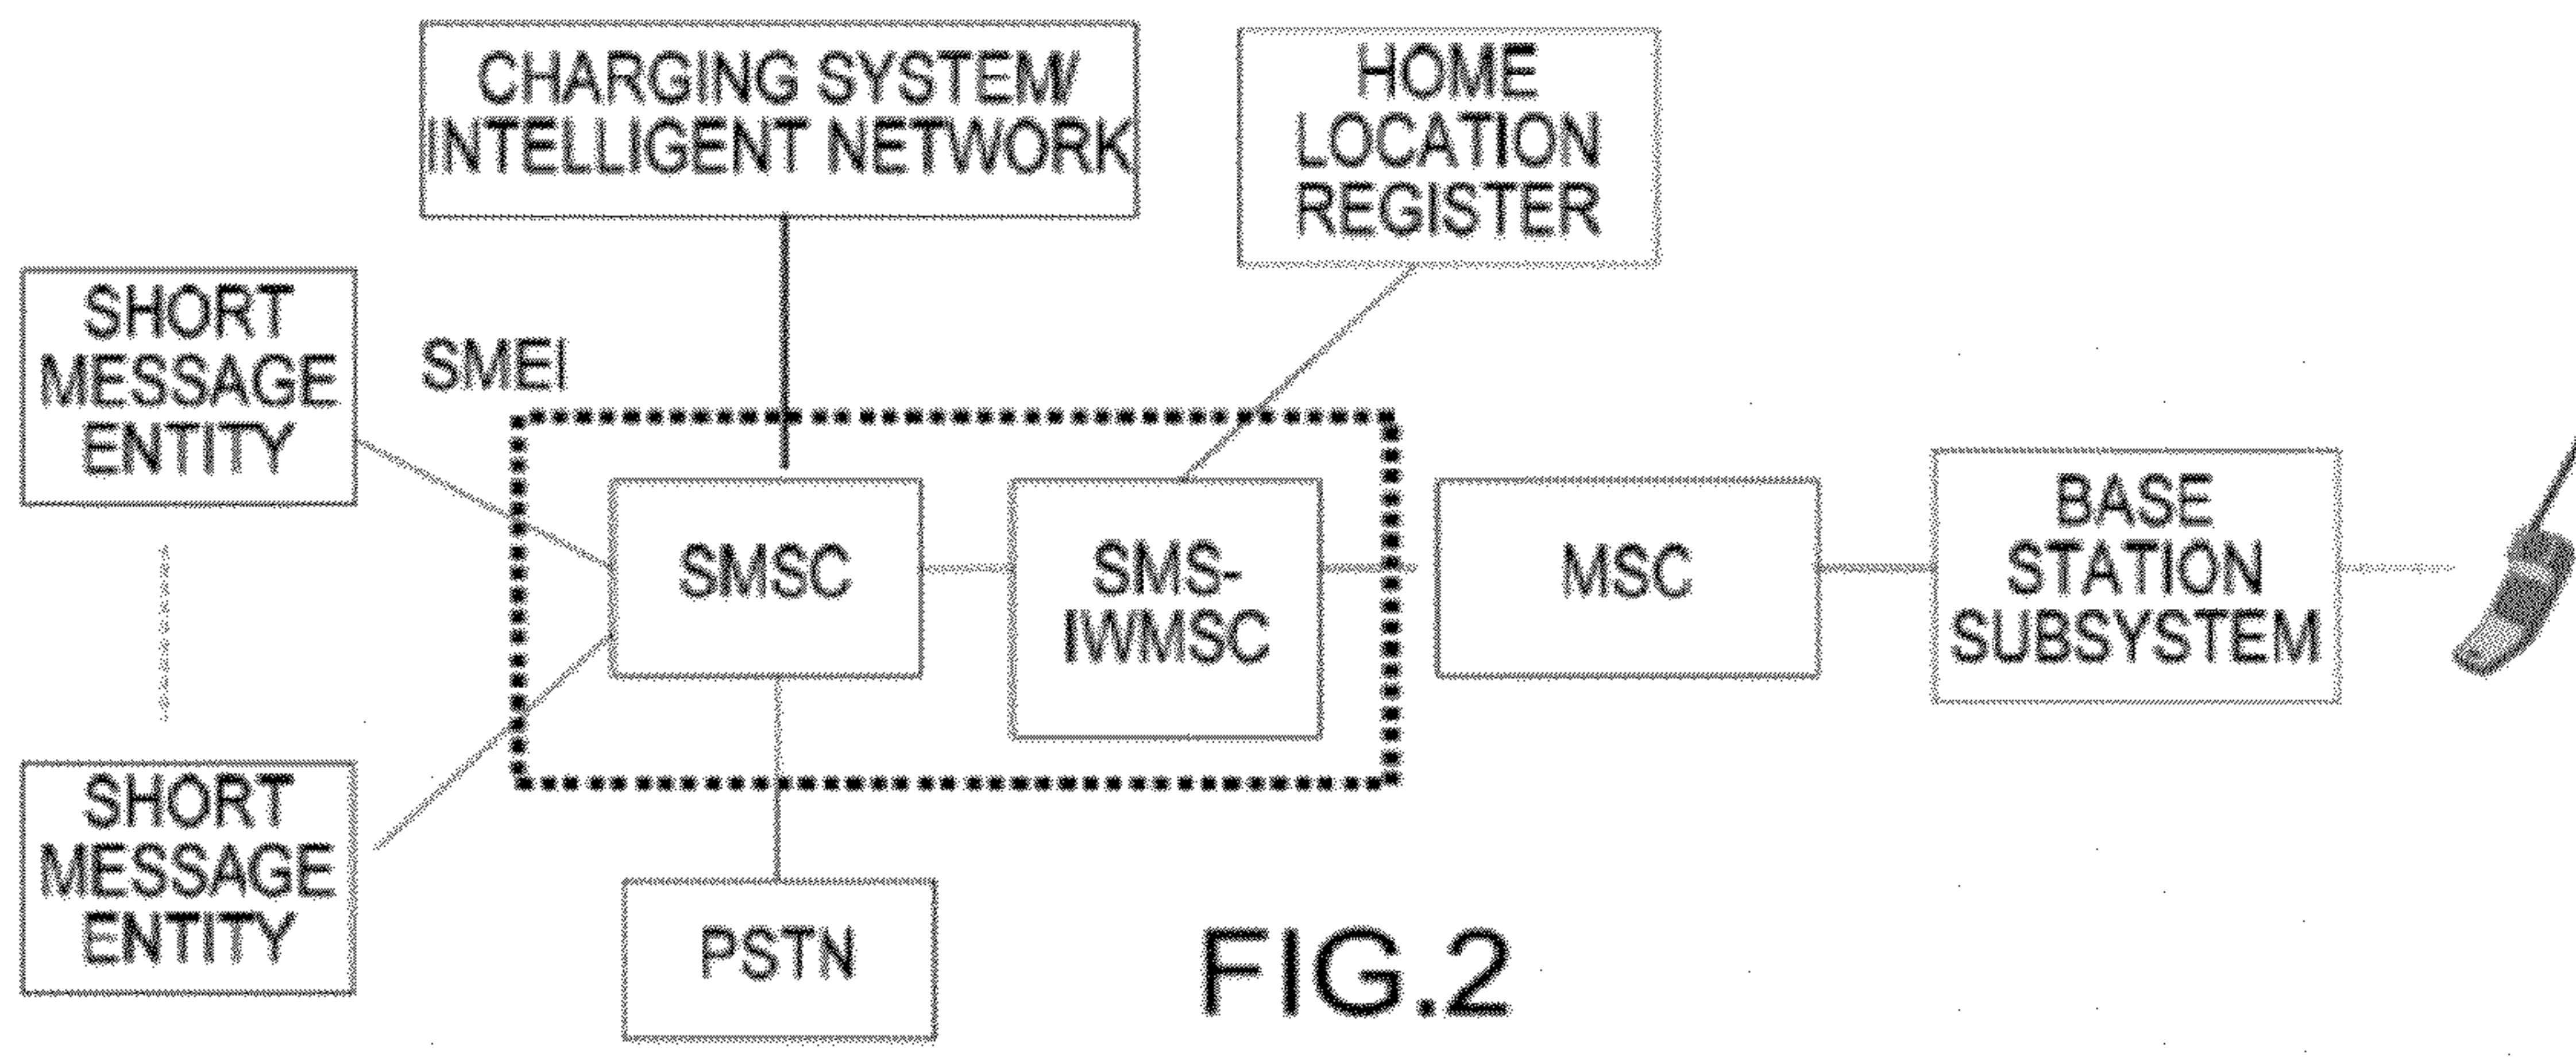 CHARGING SYSTEM/
INTELLIGENT NETWORK
HOME
LOCATION
REGISTER
SHORT
MESSAGE
ENTITY
SMEI
SMSC
SMS-
IWMSC
MSC
BASE
STATION
SUBSYSTEM
SHORT
MESSAGE
ENTITY
PSTN
FIG.2